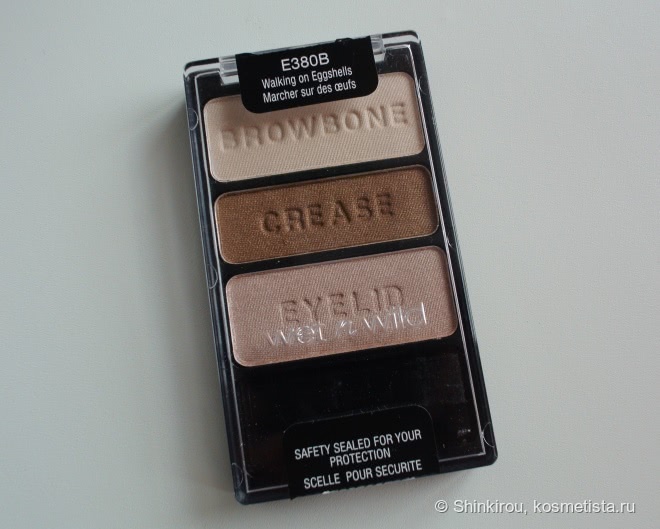 E380B
Walking on Eggshells
Marcher sur des œufs
BROWBONE
CREASE
EYELID
wet n wild
SAFETY SEALED FOR YOUR
PROTECTION
SCELLE POUR SECURITE
© Shinkirou, kosmetista.ru